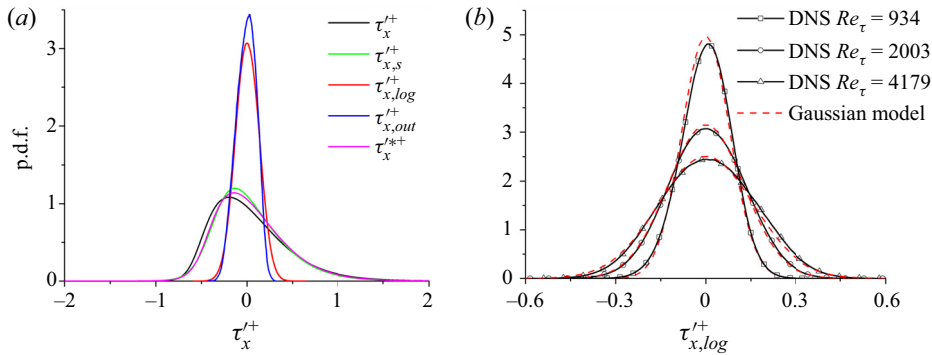 (a)
p.d.f.
3
2
1
0
−2
−1
0
1
2
τ′⁺ₓ
τ′⁺ₓ
τ′⁺ₓ,ₛ
τ′⁺ₓ,log
τ′⁺ₓ,out
τ′*⁺ₓ
(b)
5
4
3
2
1
0
−0.6
−0.3
0
0.3
0.6
τ′⁺ₓ,log
DNS Reτ = 934
DNS Reτ = 2003
DNS Reτ = 4179
Gaussian model